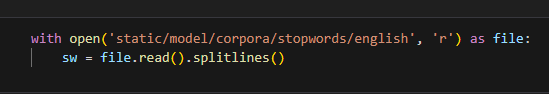 with open('static/model/corpora/stopwords/english', 'r') as file:
    sw = file.read().splitlines()